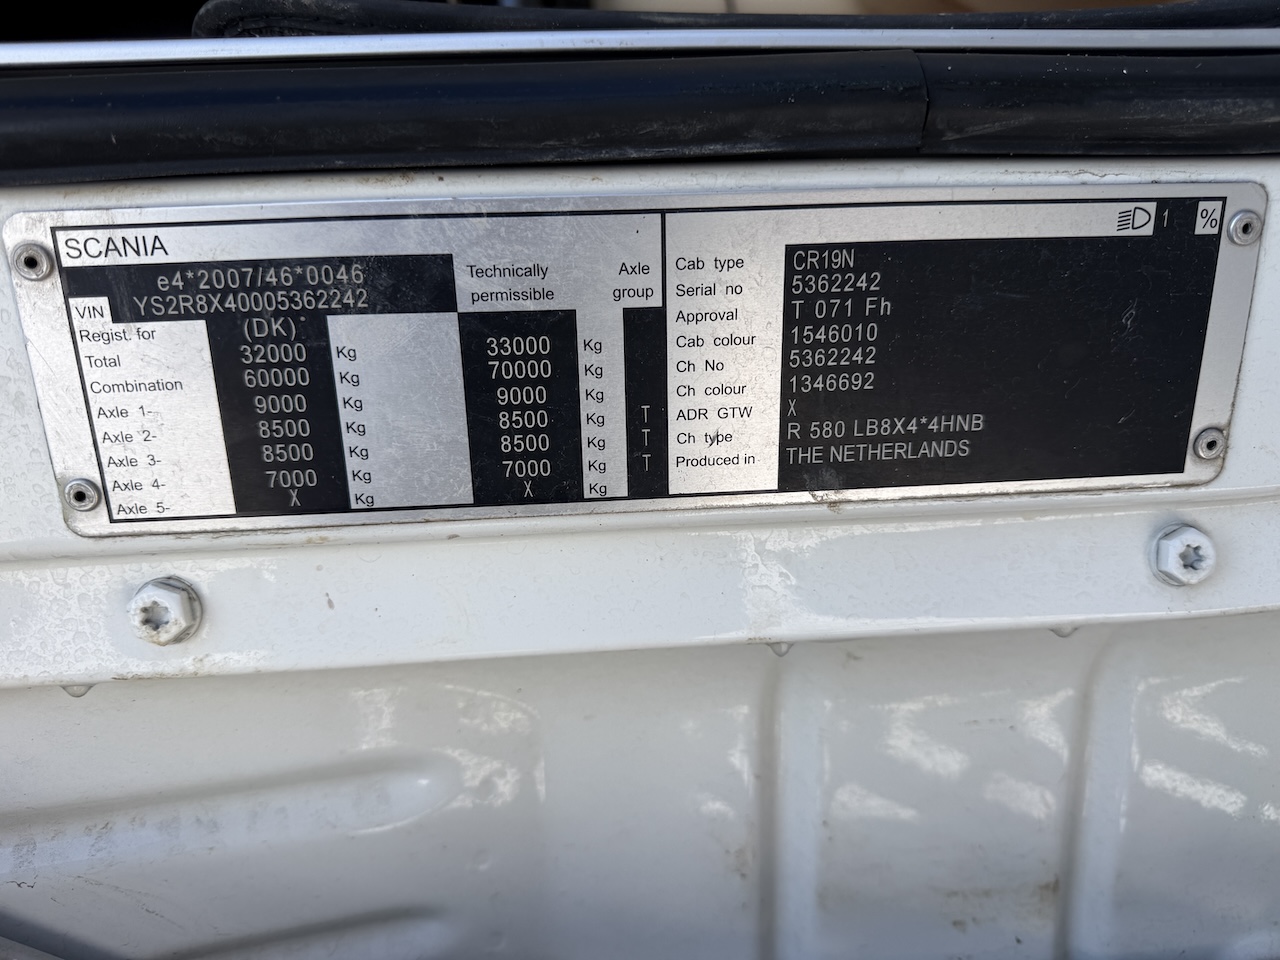 SCANIA
e4*2007/46*0046
VIN YS2R8X40005362242
Regist. for (DK)*
Technically permissible Axle group
Total 32000 Kg 33000 Kg
Combination 60000 Kg 70000 Kg
Axle 1- 9000 Kg 9000 Kg
Axle 2- 8500 Kg 8500 Kg T
Axle 3- 8500 Kg 8500 Kg T
Axle 4- 7000 Kg 7000 Kg T
Axle 5- X Kg X Kg
1 %
Cab type CR19N
Serial no 5362242
Approval T 071 Fh
Cab colour 1546010
Ch No 5362242
Ch colour 1346692
ADR GTW X
Ch type R 580 LB8X4*4HNB
Produced in THE NETHERLANDS